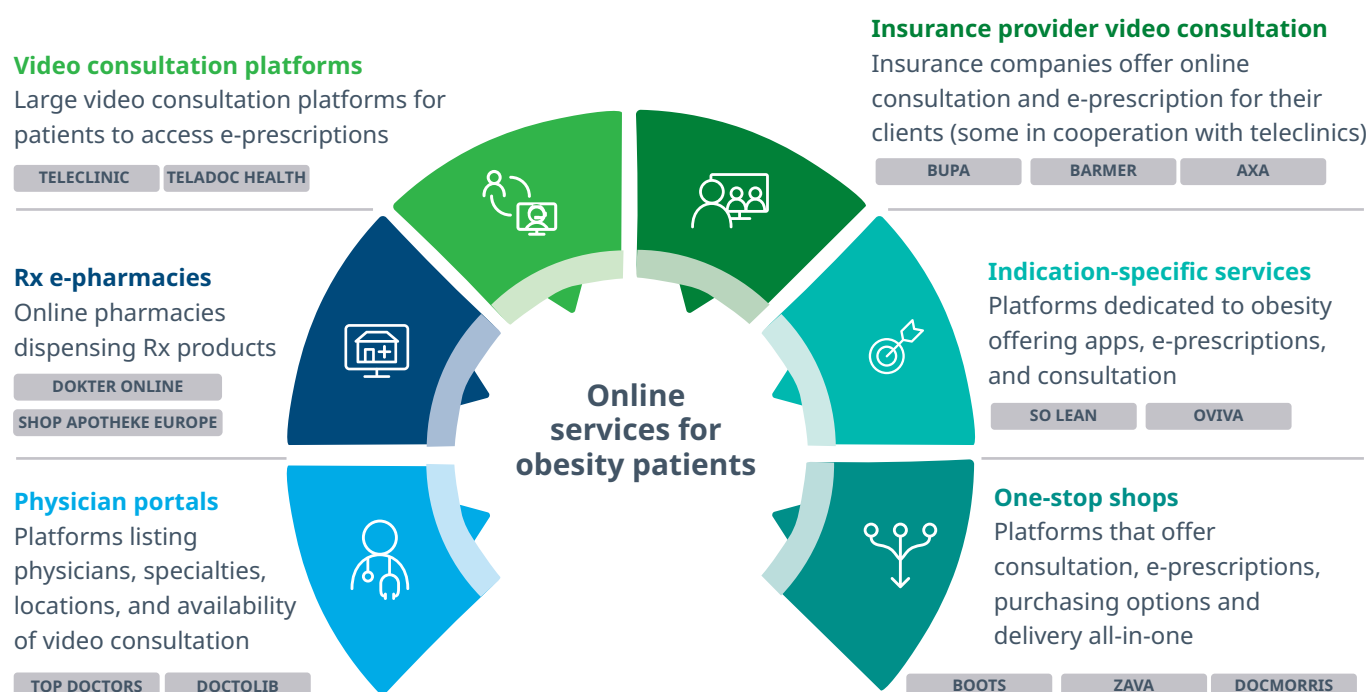 Video consultation platforms
Large video consultation platforms for
patients to access e-prescriptions
TELECLINIC TELADOC HEALTH
Insurance provider video consultation
Insurance companies offer online
consultation and e-prescription for their
clients (some in cooperation with teleclinics)
BUPA BARMER AXA
Rx e-pharmacies
Online pharmacies
dispensing Rx products
DOKTER ONLINE
SHOP APOTHEKE EUROPE
Indication-specific services
Platforms dedicated to obesity
offering apps, e-prescriptions,
and consultation
SO LEAN OVIVA
Online
services for
obesity patients
Physician portals
Platforms listing
physicians, specialties,
locations, and availability
of video consultation
TOP DOCTORS DOCTOLIB
One-stop shops
Platforms that offer
consultation, e-prescriptions,
purchasing options and
delivery all-in-one
BOOTS ZAVA DOCMORRIS